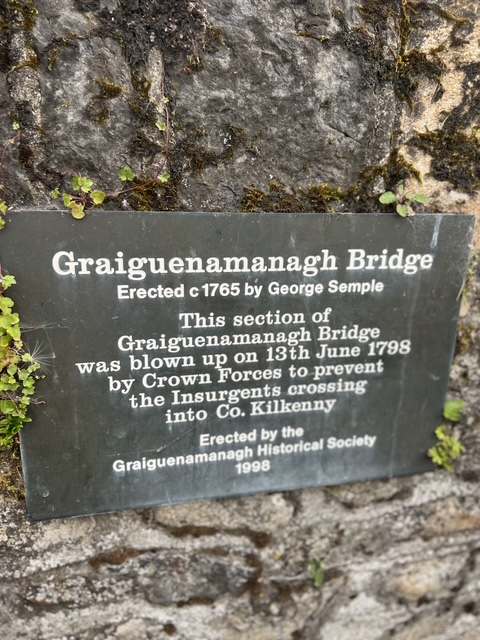 Graiguenamanagh Bridge
Erected c 1765 by George Semple
This section of
Graiguenamanagh Bridge
was blown up on 13th June 1798
by Crown Forces to prevent
the Insurgents crossing
into Co. Kilkenny
Erected by the
Graiguenamanagh Historical Society
1998